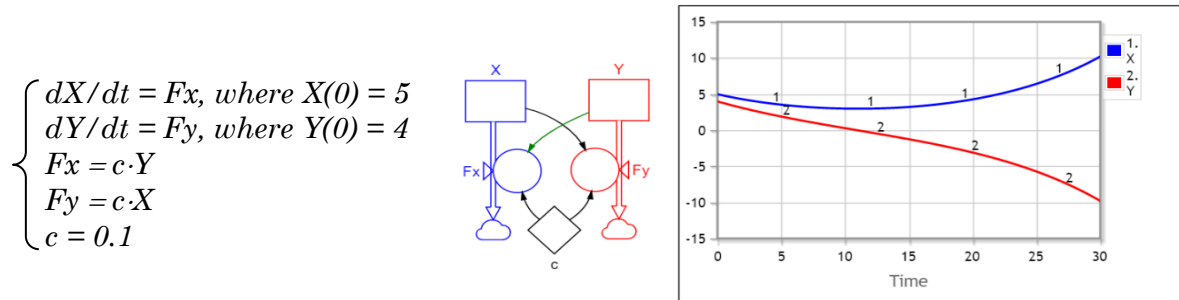 dX/dt = Fx, where X(0) = 5
dY/dt = Fy, where Y(0) = 4
Fx = c·Y
Fy = c·X
c = 0.1
X
Y
Fx
Fy
c
15
10
5
0
-5
-10
-15
0
5
10
15
20
25
30
Time
1
1
1
1
2
2
2
2
1.
X
2.
Y